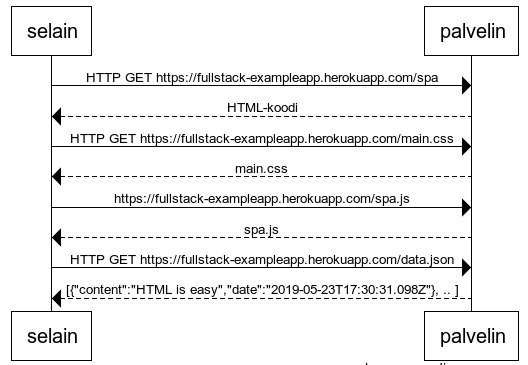 selain palvelin
HTTP GET https://fullstack-exampleapp.herokuapp.com/spa
HTML-koodi
HTTP GET https://fullstack-exampleapp.herokuapp.com/main.css
main.css
https://fullstack-exampleapp.herokuapp.com/spa.js
spa.js
HTTP GET https://fullstack-exampleapp.herokuapp.com/data.json
[{"content":"HTML is easy","date":"2019-05-23T17:30:31.098Z"}, .. ]
selain palvelin